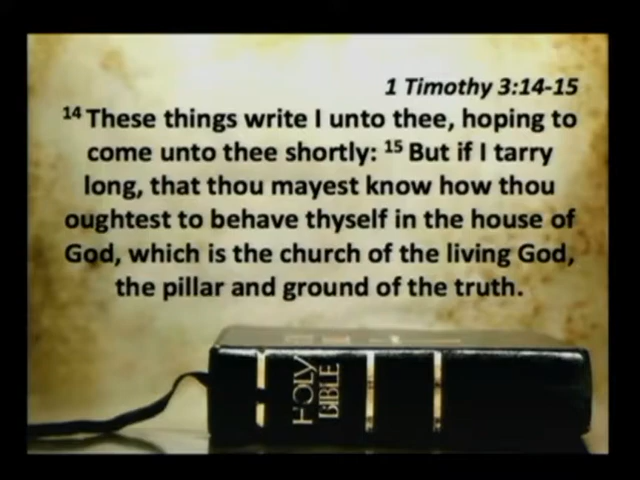 1 Timothy 3:14-15
14 These things write I unto thee, hoping to
come unto thee shortly: 15 But if I tarry
long, that thou mayest know how thou
oughtest to behave thyself in the house of
God, which is the church of the living God,
the pillar and ground of the truth.
HOLY
BIBLE